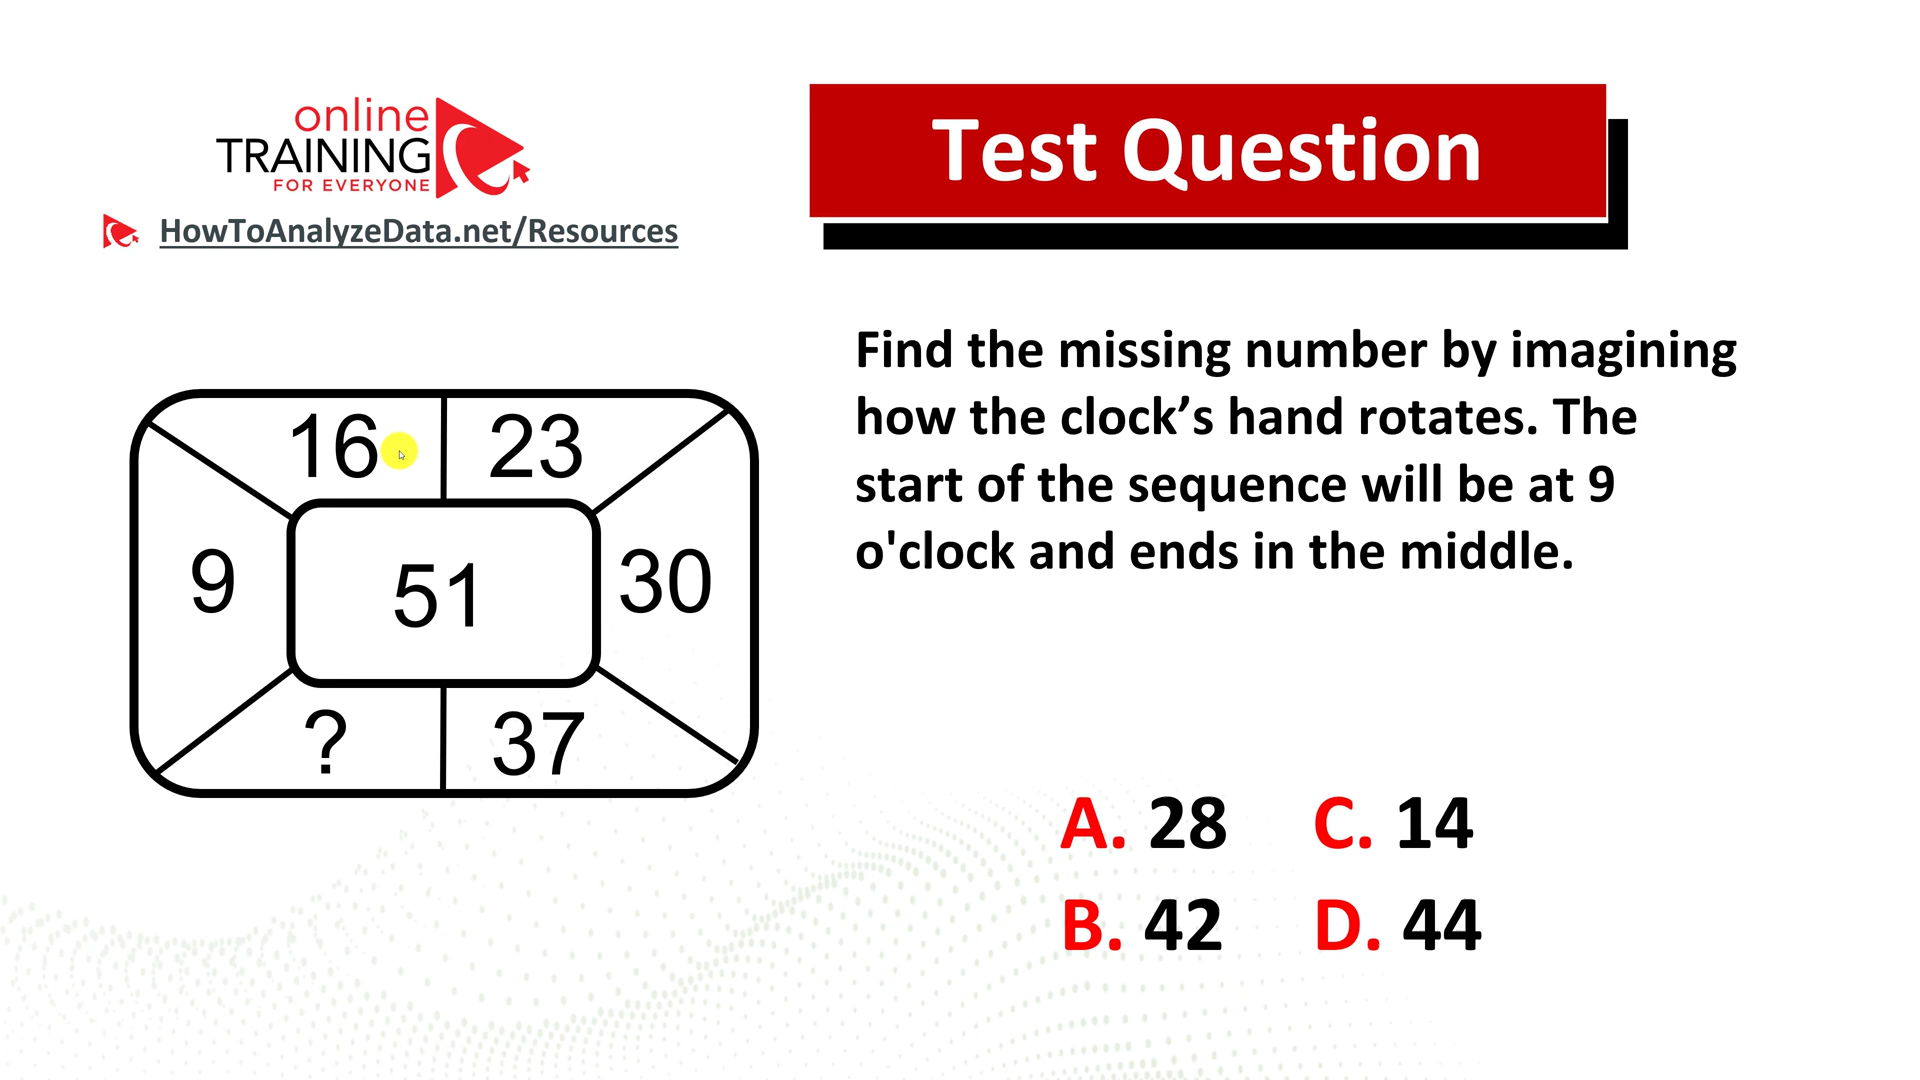 online
TRAINING
FOR EVERYONE
HowToAnalyzeData.net/Resources
Test Question
Find the missing number by imagining
how the clock’s hand rotates. The
start of the sequence will be at 9
o'clock and ends in the middle.
16 23
9 51 30
? 37
A. 28 C. 14
B. 42 D. 44